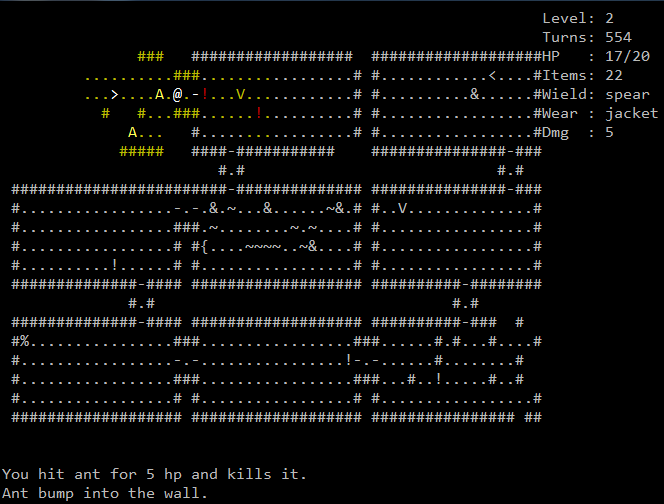 Level: 2
Turns: 554
HP : 17/20
Items: 22
Wield: spear
Wear : jacket
Dmg : 5
You hit ant for 5 hp and kills it.
Ant bump into the wall.